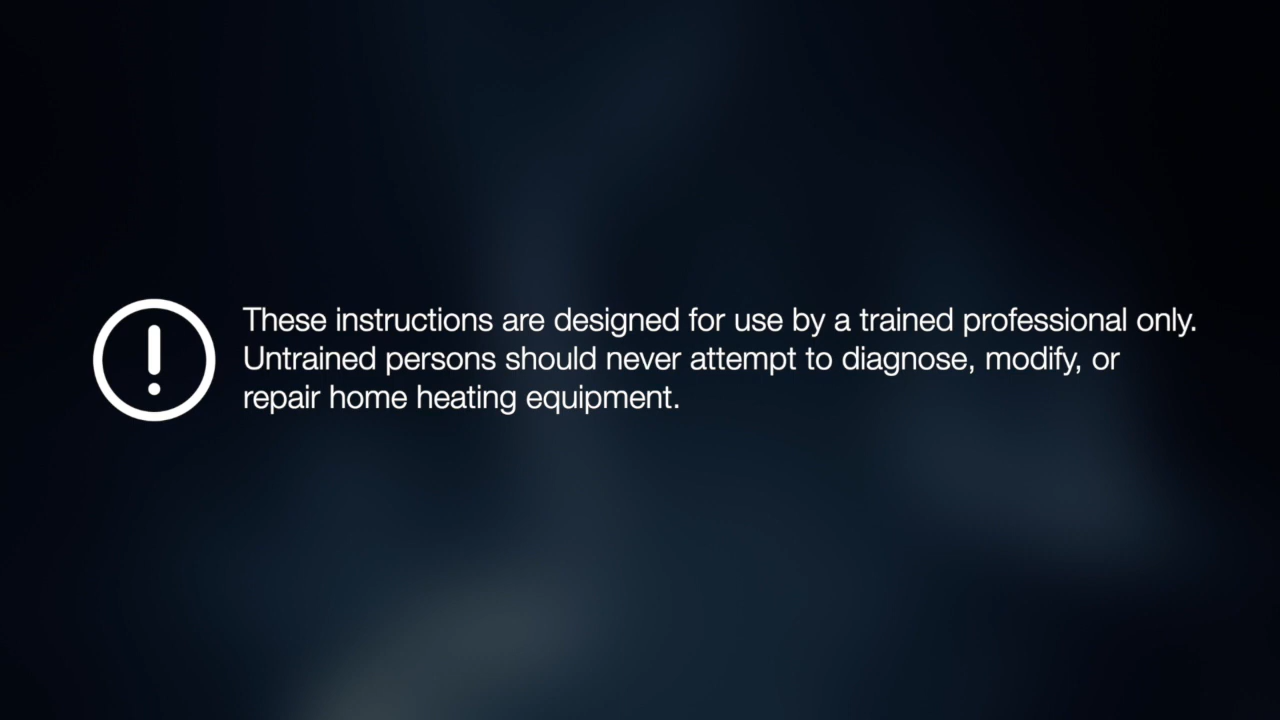 These instructions are designed for use by a trained professional only.
Untrained persons should never attempt to diagnose, modify, or
repair home heating equipment.